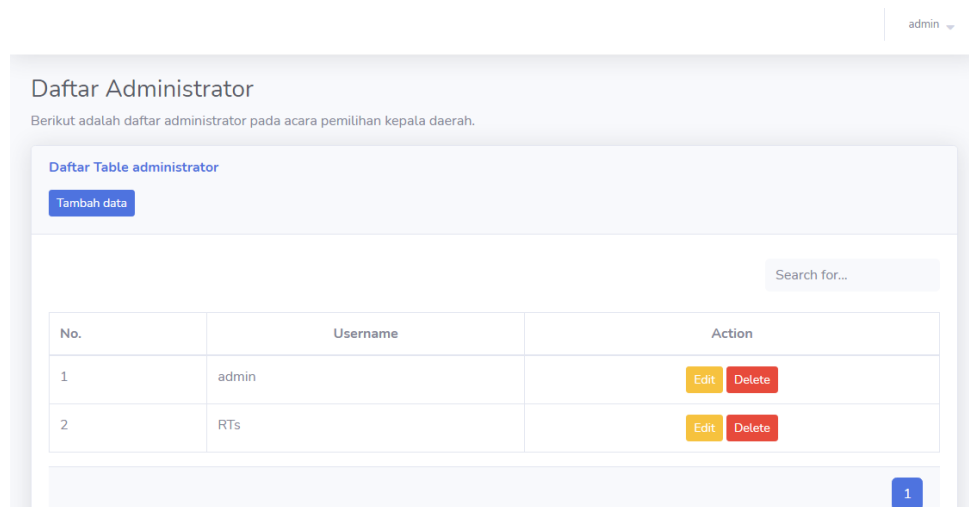 admin
Daftar Administrator
Berikut adalah daftar administrator pada acara pemilihan kepala daerah.
Daftar Table administrator
Tambah data
Search for...
No. Username Action
1 admin Edit Delete
2 RTs Edit Delete
1